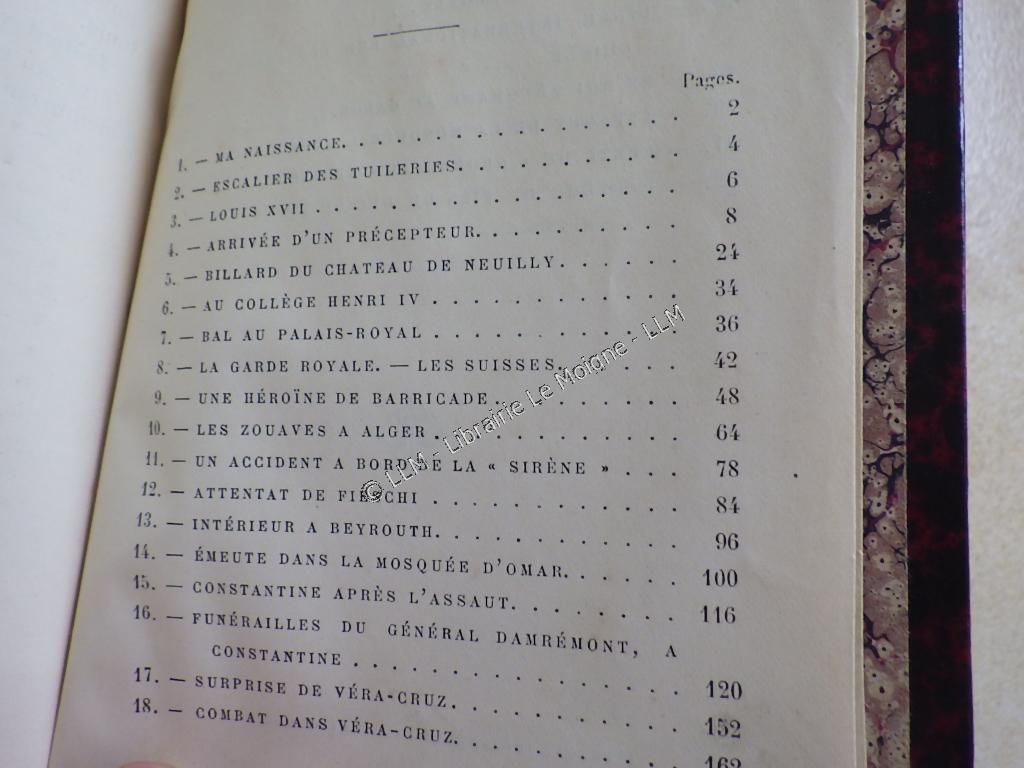 Pages.
1. — MA NAISSANCE. . . . . . . . . . . . . . . 2
2. — ESCALIER DES TUILERIES. . . . . . . . . . 4
3. — LOUIS XVII . . . . . . . . . . . . . . . . 6
4. — ARRIVÉE D'UN PRÉCEPTEUR. . . . . . . . . 8
5. — BILLARD DU CHATEAU DE NEUILLY. . . . . . 24
6. — AU COLLÈGE HENRI IV . . . . . . . . . . . 34
7. — BAL AU PALAIS-ROYAL . . . . . . . . . . . 36
8. — LA GARDE ROYALE. — LES SUISSES. . . . . . 42
9. — UNE HÉROÏNE DE BARRICADE. . . . . . . . . 48
10. — LES ZOUAVES A ALGER . . . . . . . . . . . 64
11. — UN ACCIDENT A BORD DE LA « SIRÈNE » . . . 78
12. — ATTENTAT DE FIESCHI . . . . . . . . . . . 84
13. — INTÉRIEUR A BEYROUTH. . . . . . . . . . . 96
14. — ÉMEUTE DANS LA MOSQUÉE D'OMAR. . . . . . 100
15. — CONSTANTINE APRÈS L'ASSAUT. . . . . . . . 116
16. — FUNÉRAILLES DU GÉNÉRAL DAMRÉMONT, A
CONSTANTINE . . . . . . . . . . . . . . 120
17. — SURPRISE DE VÉRA-CRUZ. . . . . . . . . . 152
18. — COMBAT DANS VÉRA-CRUZ. . . . . . . . . . 162
© LLM - Librairie Le Moigne - LLM